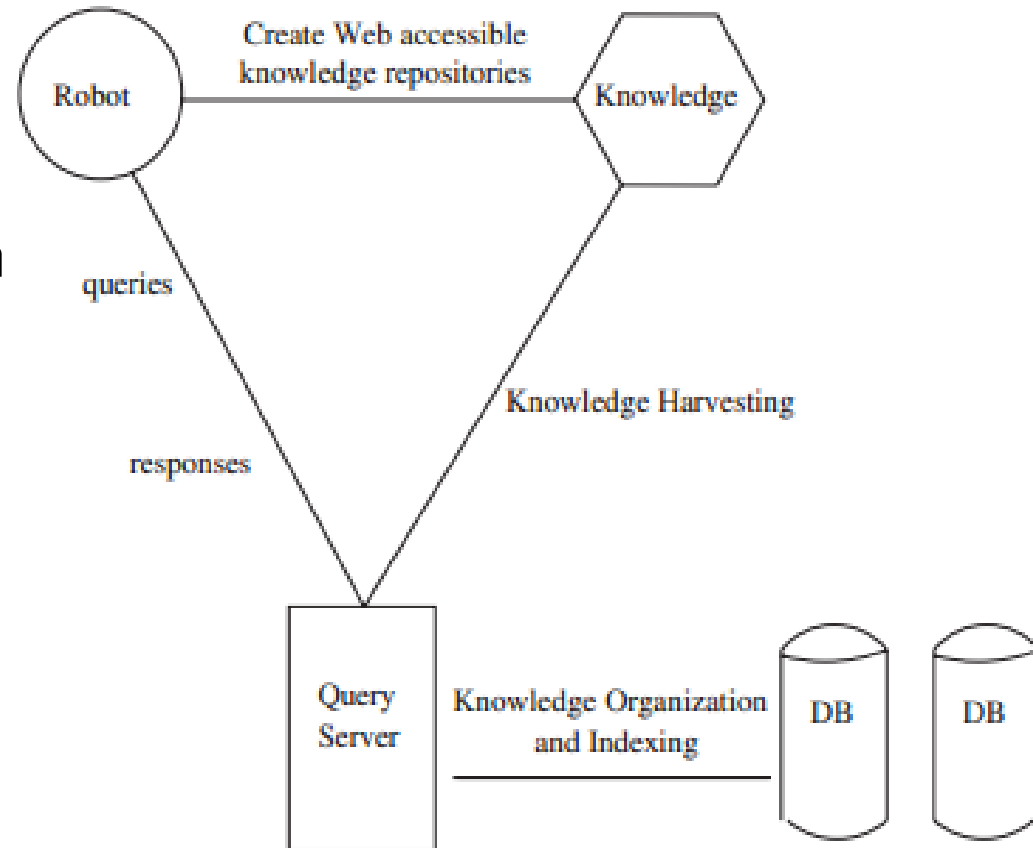 Create Web accessible
knowledge repositories
Robot
Knowledge
queries
Knowledge Harvesting
responses
Query
Server
Knowledge Organization
and Indexing
DB
DB